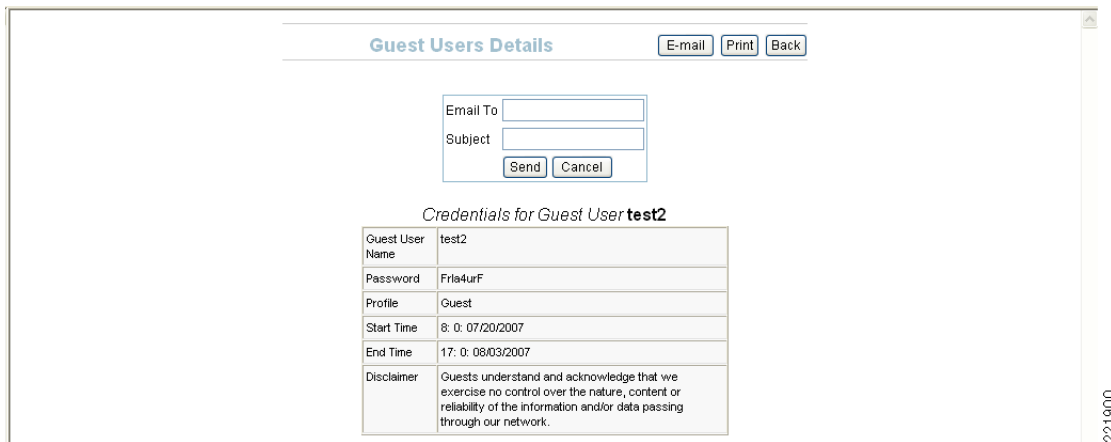 Guest Users Details
E-mail Print Back
Email To
Subject
Send Cancel
Credentials for Guest User test2
Guest User Name test2
Password Frla4urF
Profile Guest
Start Time 8: 0: 07/20/2007
End Time 17: 0: 08/03/2007
Disclaimer Guests understand and acknowledge that we
exercise no control over the nature, content or
reliability of the information and/or data passing
through our network.
221900